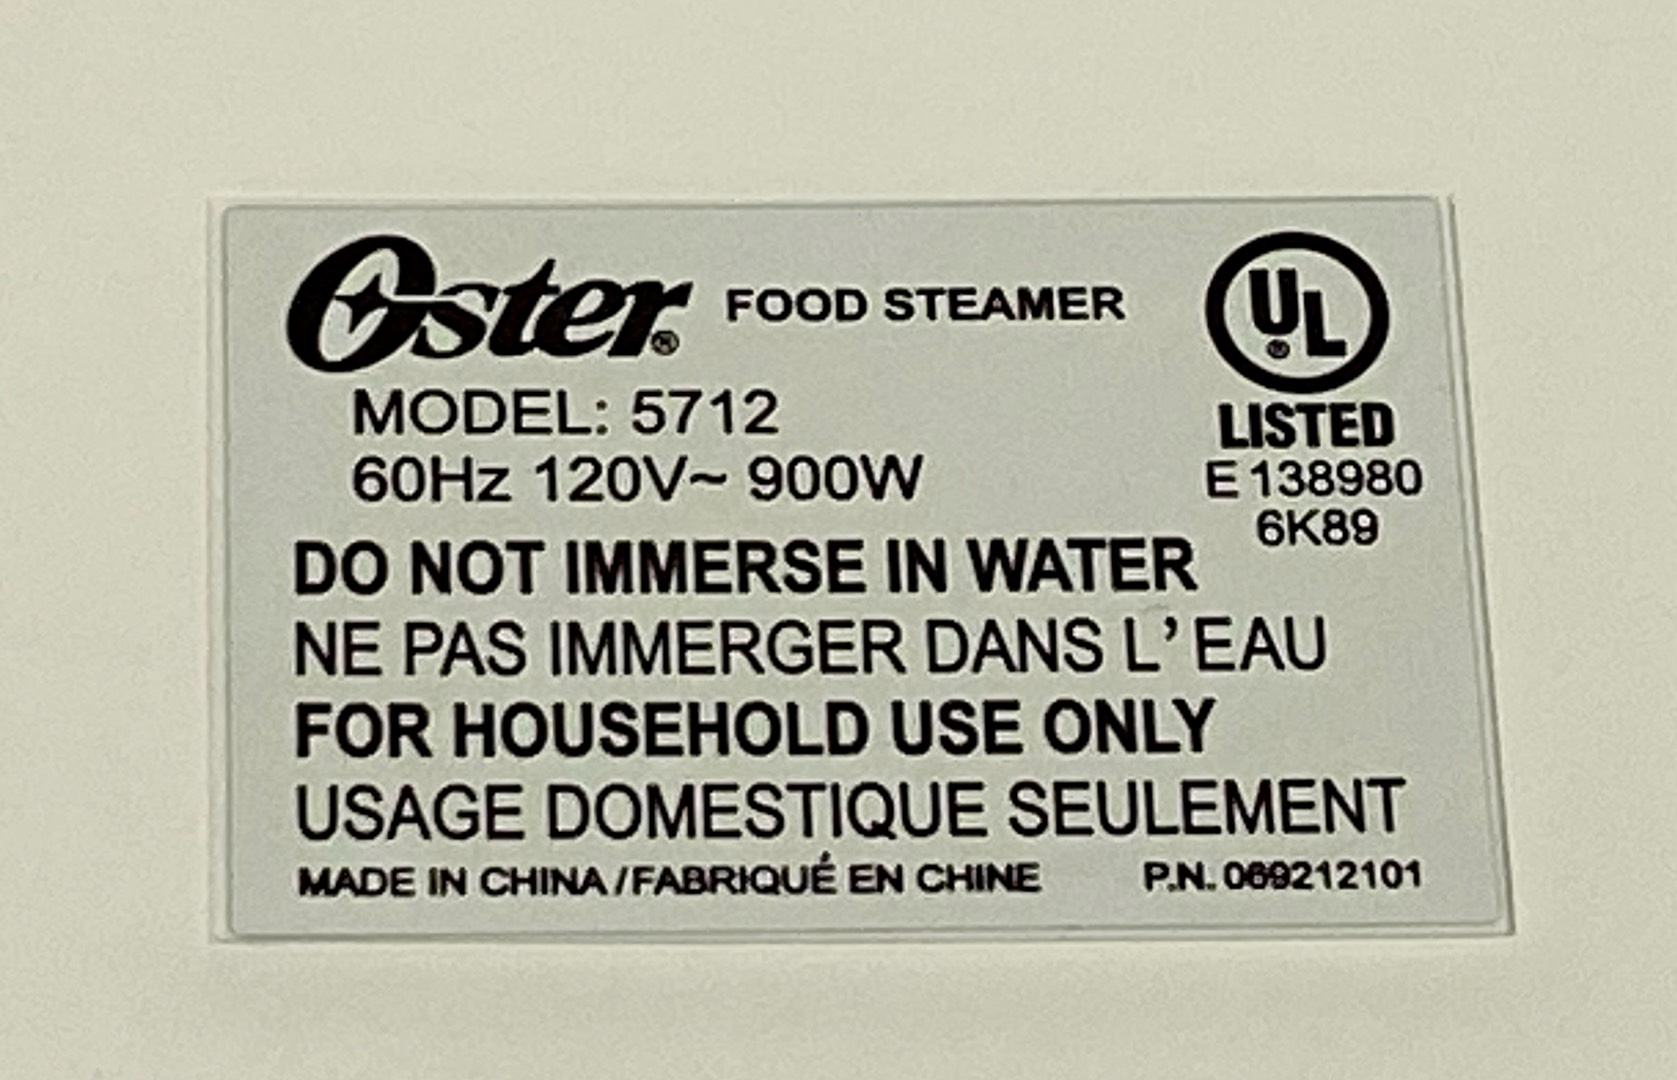 Oster® FOOD STEAMER
UL®
LISTED
E 138980
6K89
MODEL: 5712
60Hz 120V~ 900W
DO NOT IMMERSE IN WATER
NE PAS IMMERGER DANS L'EAU
FOR HOUSEHOLD USE ONLY
USAGE DOMESTIQUE SEULEMENT
MADE IN CHINA/FABRIQUÉ EN CHINE P.N. 069212101